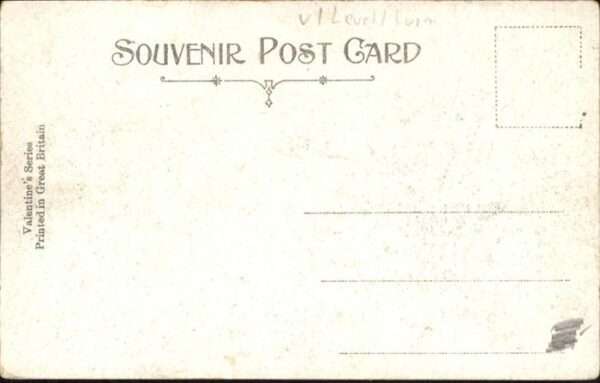 SOUVENIR POST CARD
Valentine's Series
Printed in Great Britain